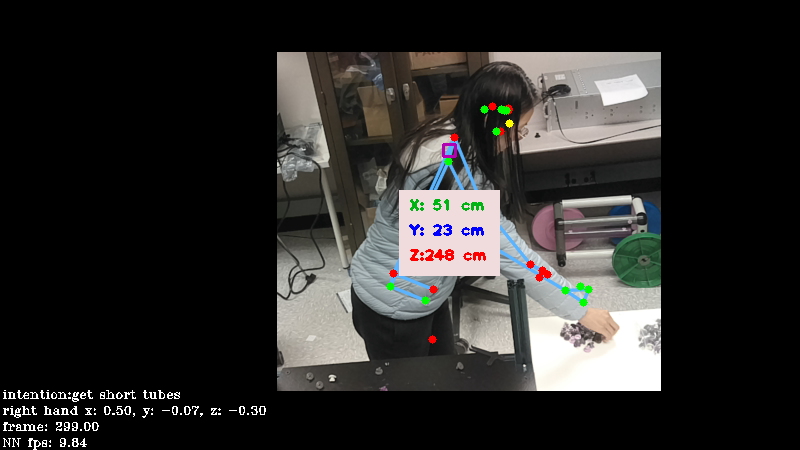 X: 51 cm
Y: 23 cm
Z:248 cm
intention:get short tubes
right hand x: 0.50, y: -0.07, z: -0.30
frame: 299.00
NN fps: 9.84